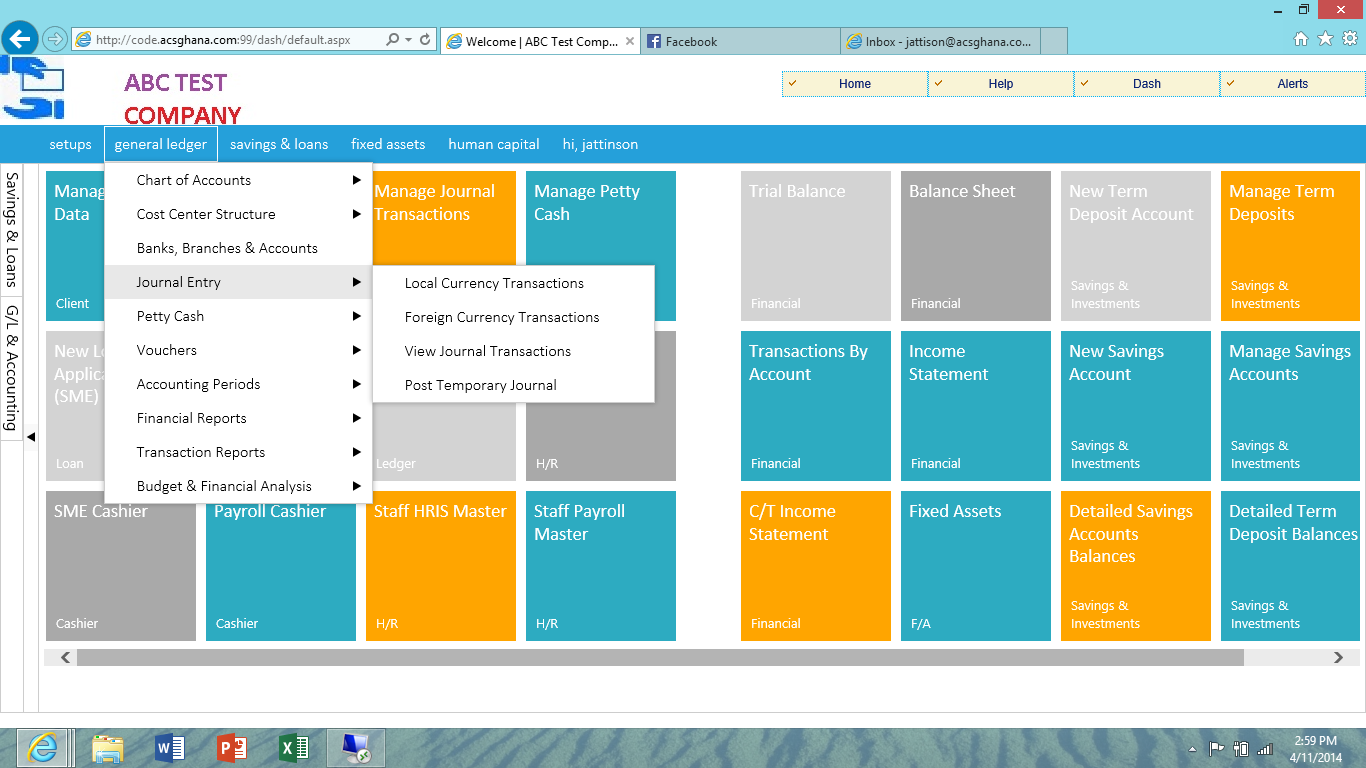 http://code.acsghana.com:99/dash/default.aspx
Welcome | ABC Test Comp...
Facebook
Inbox - jattison@acsghana.co...
ABC TEST
COMPANY
Home
Help
Dash
Alerts
setups
general ledger
savings & loans
fixed assets
human capital
hi, jattinson
Savings & Loans
G/L & Accounting
Chart of Accounts
Cost Center Structure
Banks, Branches & Accounts
Journal Entry
Petty Cash
Vouchers
Accounting Periods
Financial Reports
Transaction Reports
Budget & Financial Analysis
Local Currency Transactions
Foreign Currency Transactions
View Journal Transactions
Post Temporary Journal
Data
Client
Manage Journal
Transactions
Manage Petty
Cash
Trial Balance
Financial
Balance Sheet
Financial
New Term
Deposit Account
Savings &
Investments
Manage Term
Deposits
Savings &
Investments
New
(SME)
Loan
Ledger
H/R
Transactions By
Account
Financial
Income
Statement
Financial
New Savings
Account
Savings &
Investments
Manage Savings
Accounts
Savings &
Investments
SME Cashier
Cashier
Payroll Cashier
Cashier
Staff HRIS Master
H/R
Staff Payroll
Master
H/R
C/T Income
Statement
Financial
Fixed Assets
F/A
Detailed Savings
Accounts
Balances
Savings &
Investments
Detailed Term
Deposit Balances
Savings &
Investments
2:59 PM
4/11/2014